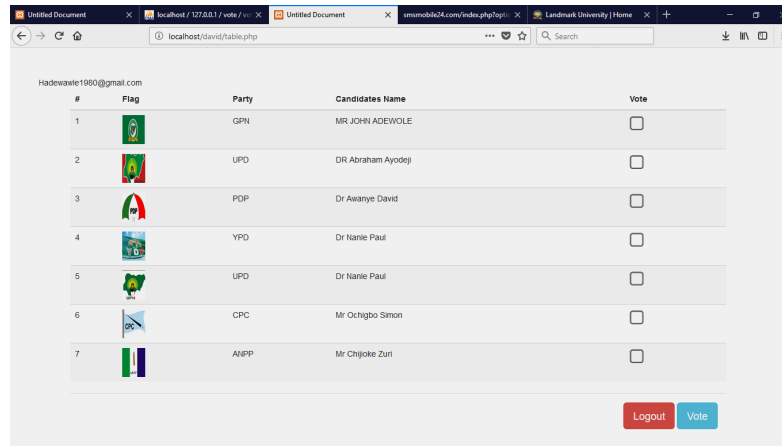 Untitled Document
localhost / 127.0.0.1 / vote / vo
Untitled Document
smsmobile24.com/index.php?optic
Landmark University | Home
localhost/david/table.php
Search
Hadewawle1980@gmail.com
# Flag Party Candidates Name Vote
1 GPN MR JOHN ADEWOLE
2 UPD DR Abraham Ayodeji
3 PDP Dr Awanye David
4 YPD Dr Nanle Paul
5 UPD Dr Nanle Paul
6 CPC Mr Ochigbo Simon
7 ANPP Mr Chijioke Zuri
Logout Vote